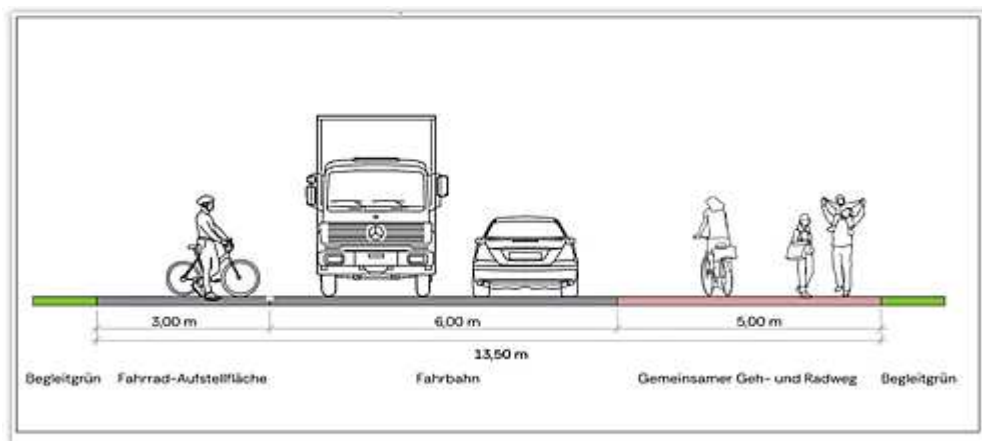 3,00 m 6,00 m 5,00 m
13,50 m
Begleitgrün Fahrrad-Aufstellfläche Fahrbahn Gemeinsamer Geh- und Radweg Begleitgrün